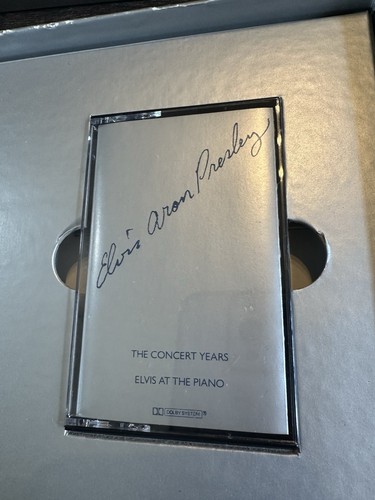 Elvis Aron Presley
THE CONCERT YEARS
ELVIS AT THE PIANO
DOLBY SYSTEM